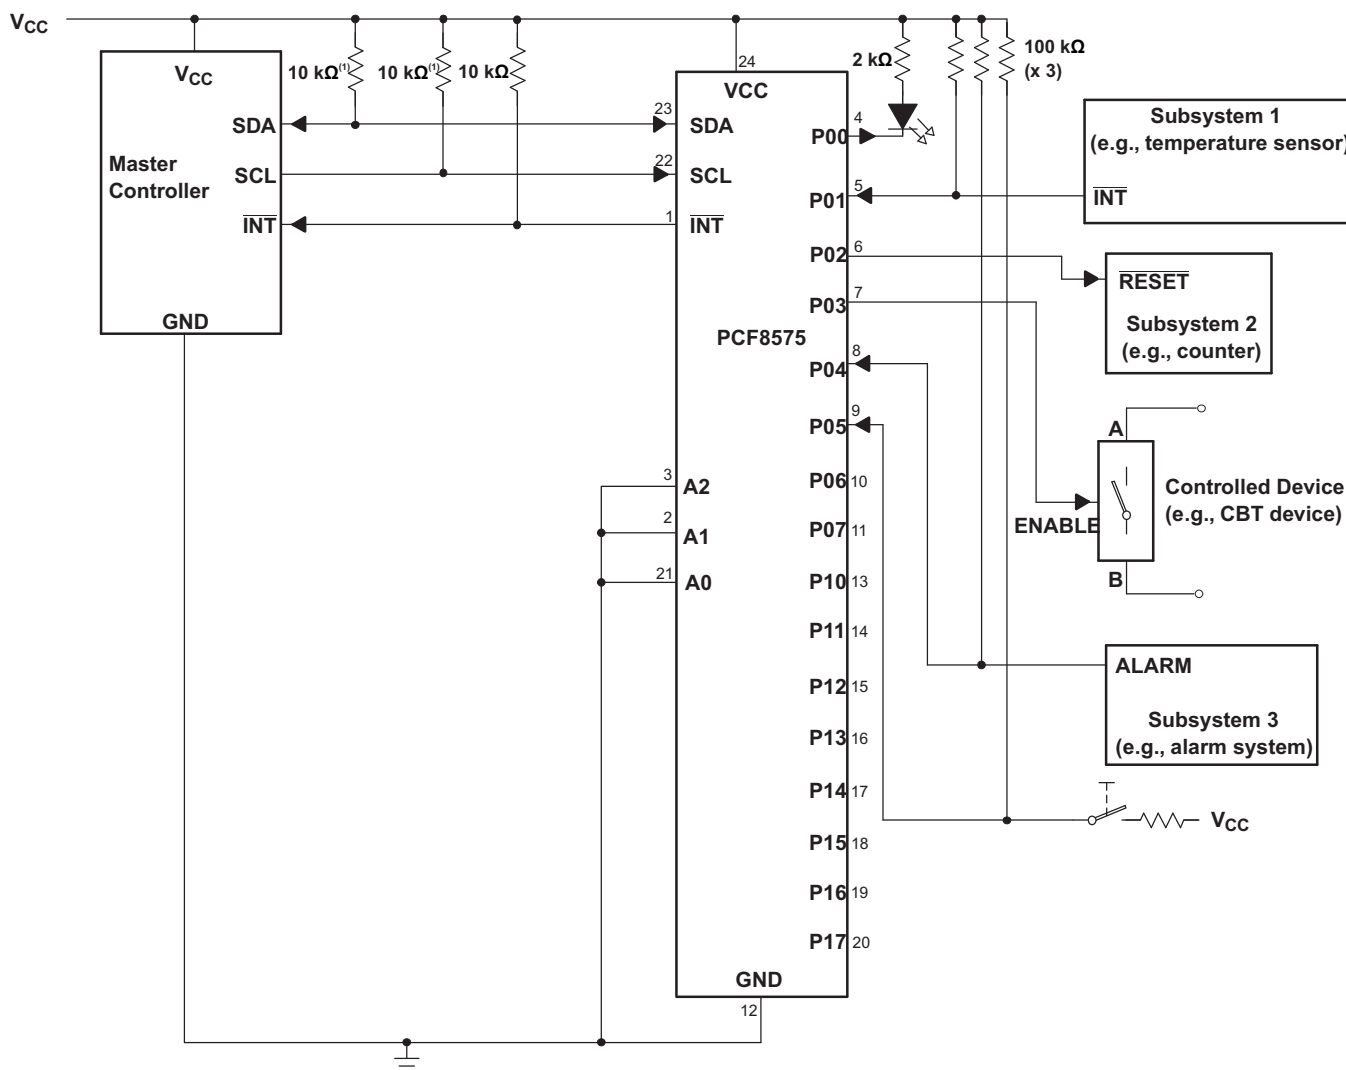 VCC
VCC
SDA
SCL
INT
Master
Controller
GND
10 kΩ(1)
10 kΩ(1)
10 kΩ
24
VCC
23
SDA
22
SCL
1
INT
PCF8575
3
A2
2
A1
21
A0
GND
12
P00
4
P01
5
P02
6
P03
7
P04
8
P05
9
P06 10
P07 11
P10 13
P11 14
P12 15
P13 16
P14 17
P15 18
P16 19
P17 20
2 kΩ
100 kΩ
(x 3)
Subsystem 1
(e.g., temperature sensor)
INT
RESET
Subsystem 2
(e.g., counter)
A
Controlled Device
(e.g., CBT device)
ENABLE
B
ALARM
Subsystem 3
(e.g., alarm system)
VCC